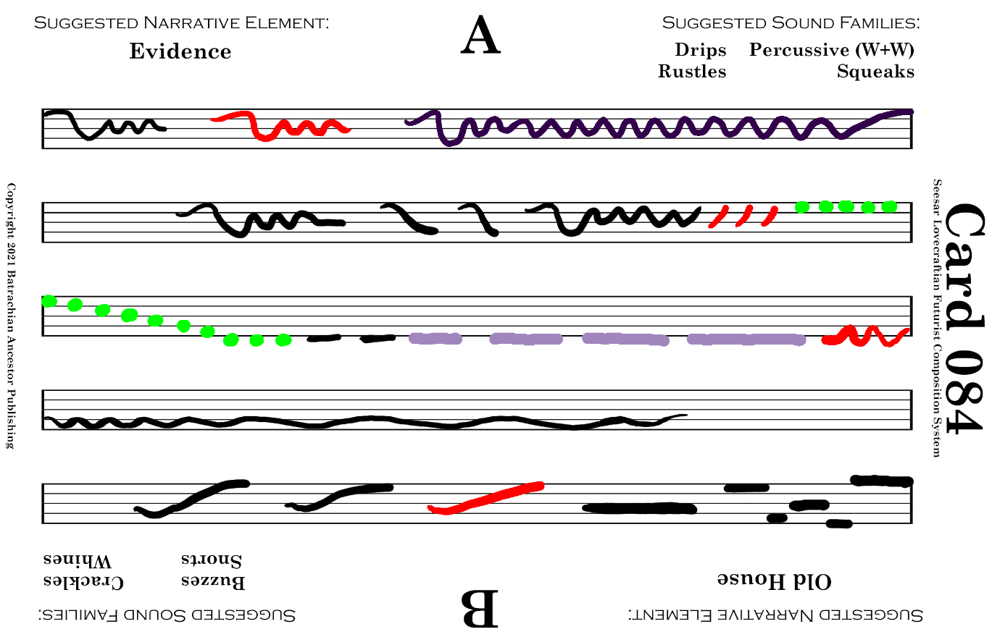 Suggested Narrative Element:
Evidence
A
Suggested Sound Families:
Drips Percussive (W+W)
Rustles Squeaks
Copyright 2021 Batrachian Ancestor Publishing
Card 084
Seesar Lovecraftian Futurist Composition System
Suggested Narrative Element:
Old House
B
Suggested Sound Families:
Buzzes Crackles
Snorts Whines